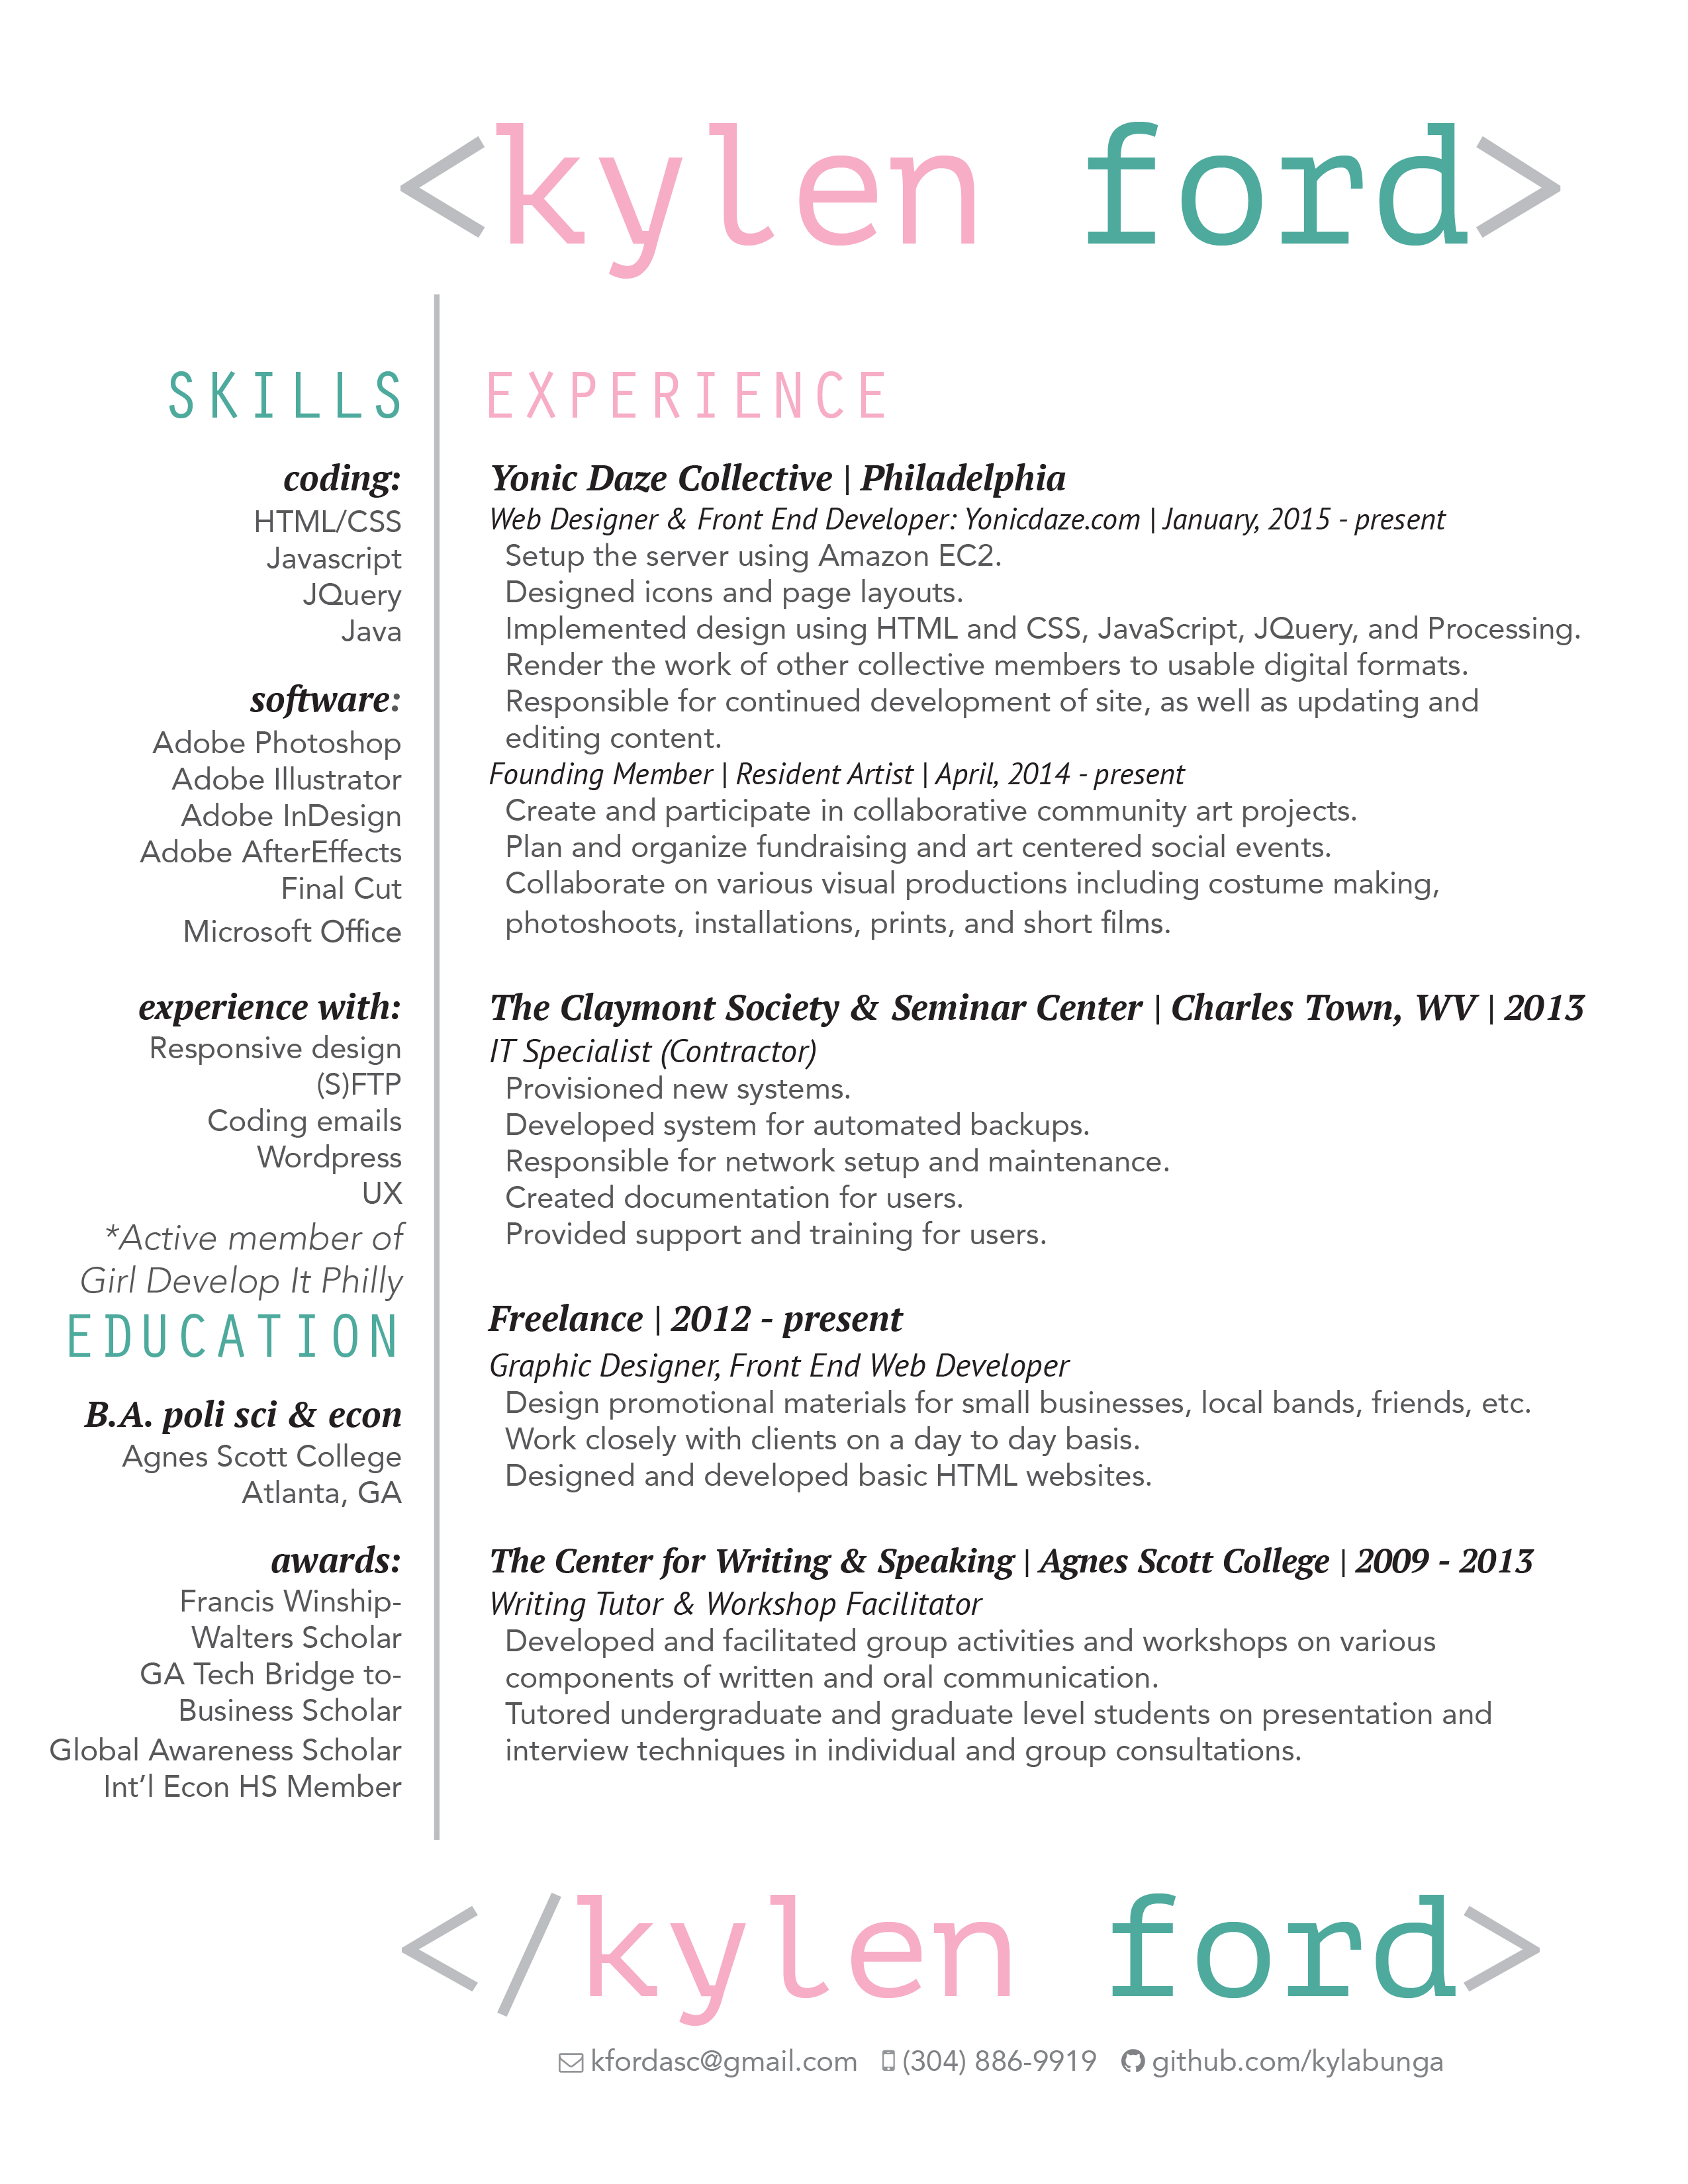 <kylen ford>
SKILLS
coding:
HTML/CSS
Javascript
JQuery
Java
software:
Adobe Photoshop
Adobe Illustrator
Adobe InDesign
Adobe AfterEffects
Final Cut
Microsoft Office
experience with:
Responsive design
(S)FTP
Coding emails
Wordpress
UX
*Active member of
Girl Develop It Philly
EDUCATION
B.A. poli sci & econ
Agnes Scott College
Atlanta, GA
awards:
Francis Winship-
Walters Scholar
GA Tech Bridge to-
Business Scholar
Global Awareness Scholar
Int’l Econ HS Member
EXPERIENCE
Yonic Daze Collective | Philadelphia
Web Designer & Front End Developer: Yonicdaze.com | January, 2015 - present
Setup the server using Amazon EC2.
Designed icons and page layouts.
Implemented design using HTML and CSS, JavaScript, JQuery, and Processing.
Render the work of other collective members to usable digital formats.
Responsible for continued development of site, as well as updating and
editing content.
Founding Member | Resident Artist | April, 2014 - present
Create and participate in collaborative community art projects.
Plan and organize fundraising and art centered social events.
Collaborate on various visual productions including costume making,
photoshoots, installations, prints, and short films.
The Claymont Society & Seminar Center | Charles Town, WV | 2013
IT Specialist (Contractor)
Provisioned new systems.
Developed system for automated backups.
Responsible for network setup and maintenance.
Created documentation for users.
Provided support and training for users.
Freelance | 2012 - present
Graphic Designer, Front End Web Developer
Design promotional materials for small businesses, local bands, friends, etc.
Work closely with clients on a day to day basis.
Designed and developed basic HTML websites.
The Center for Writing & Speaking | Agnes Scott College | 2009 - 2013
Writing Tutor & Workshop Facilitator
Developed and facilitated group activities and workshops on various
components of written and oral communication.
Tutored undergraduate and graduate level students on presentation and
interview techniques in individual and group consultations.
</kylen ford>
kfordasc@gmail.com (304) 886-9919 github.com/kylabunga